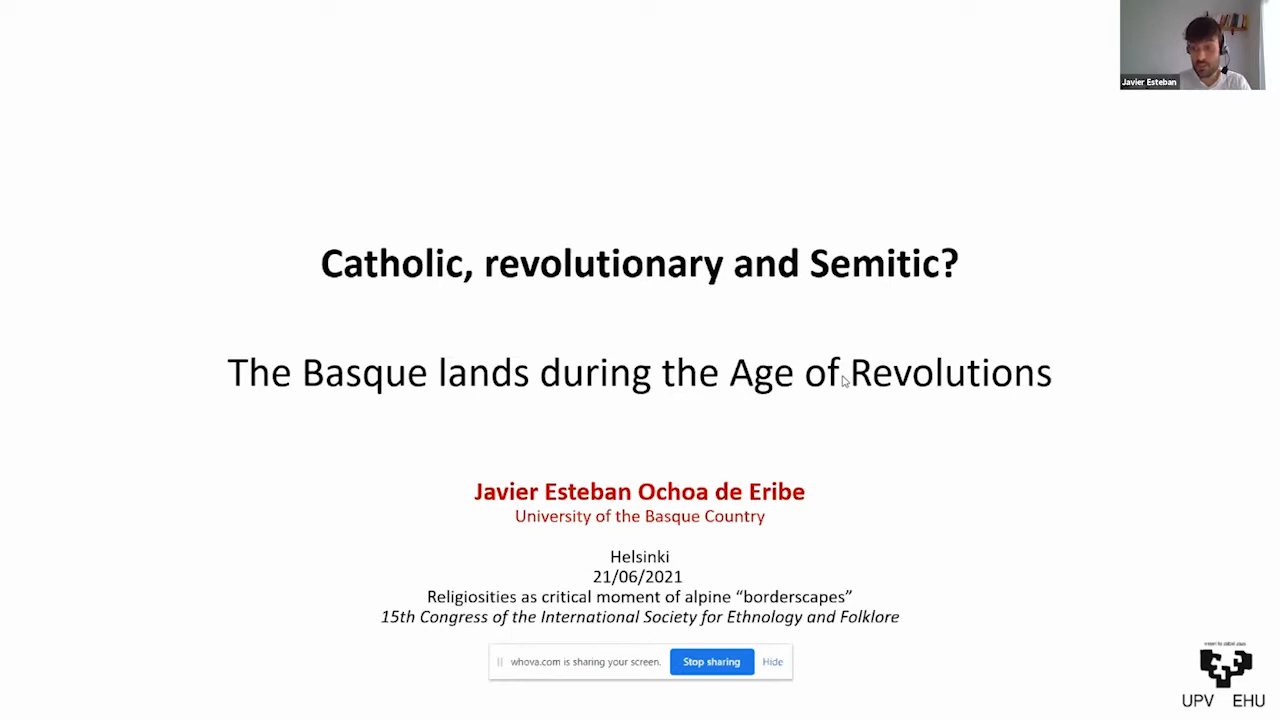 Javier Esteban
Catholic, revolutionary and Semitic?
The Basque lands during the Age of Revolutions
Javier Esteban Ochoa de Eribe
University of the Basque Country
Helsinki
21/06/2021
Religiosities as critical moment of alpine “borderscapes”
15th Congress of the International Society for Ethnology and Folklore
whova.com is sharing your screen. Stop sharing Hide
UPV EHU